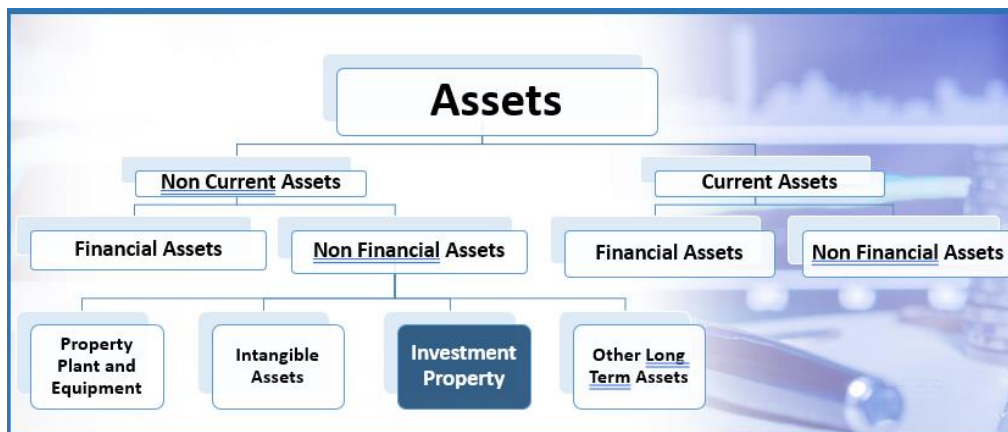 Assets
Non Current Assets
Current Assets
Financial Assets
Non Financial Assets
Financial Assets
Non Financial Assets
Property
Plant and
Equipment
Intangible
Assets
Investment
Property
Other Long
Term Assets